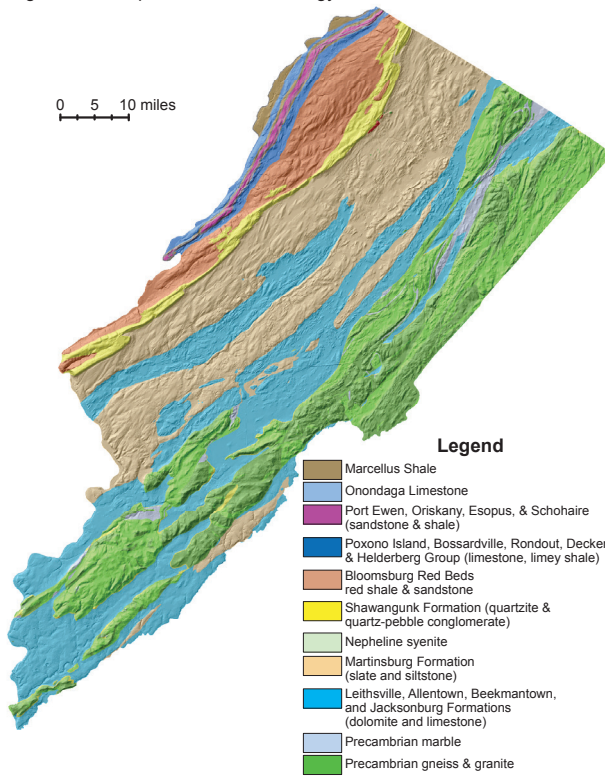 0 5 10 miles
Legend
Marcellus Shale
Onondaga Limestone
Port Ewen, Oriskany, Esopus, & Schohaire
(sandstone & shale)
Poxono Island, Bossardville, Rondout, Decker
& Helderberg Group (limestone, limey shale)
Bloomsburg Red Beds
red shale & sandstone
Shawangunk Formation (quartzite &
quartz-pebble conglomerate)
Nepheline syenite
Martinsburg Formation
(slate and siltstone)
Leithsville, Allentown, Beekmantown,
and Jacksonburg Formations
(dolomite and limestone)
Precambrian marble
Precambrian gneiss & granite